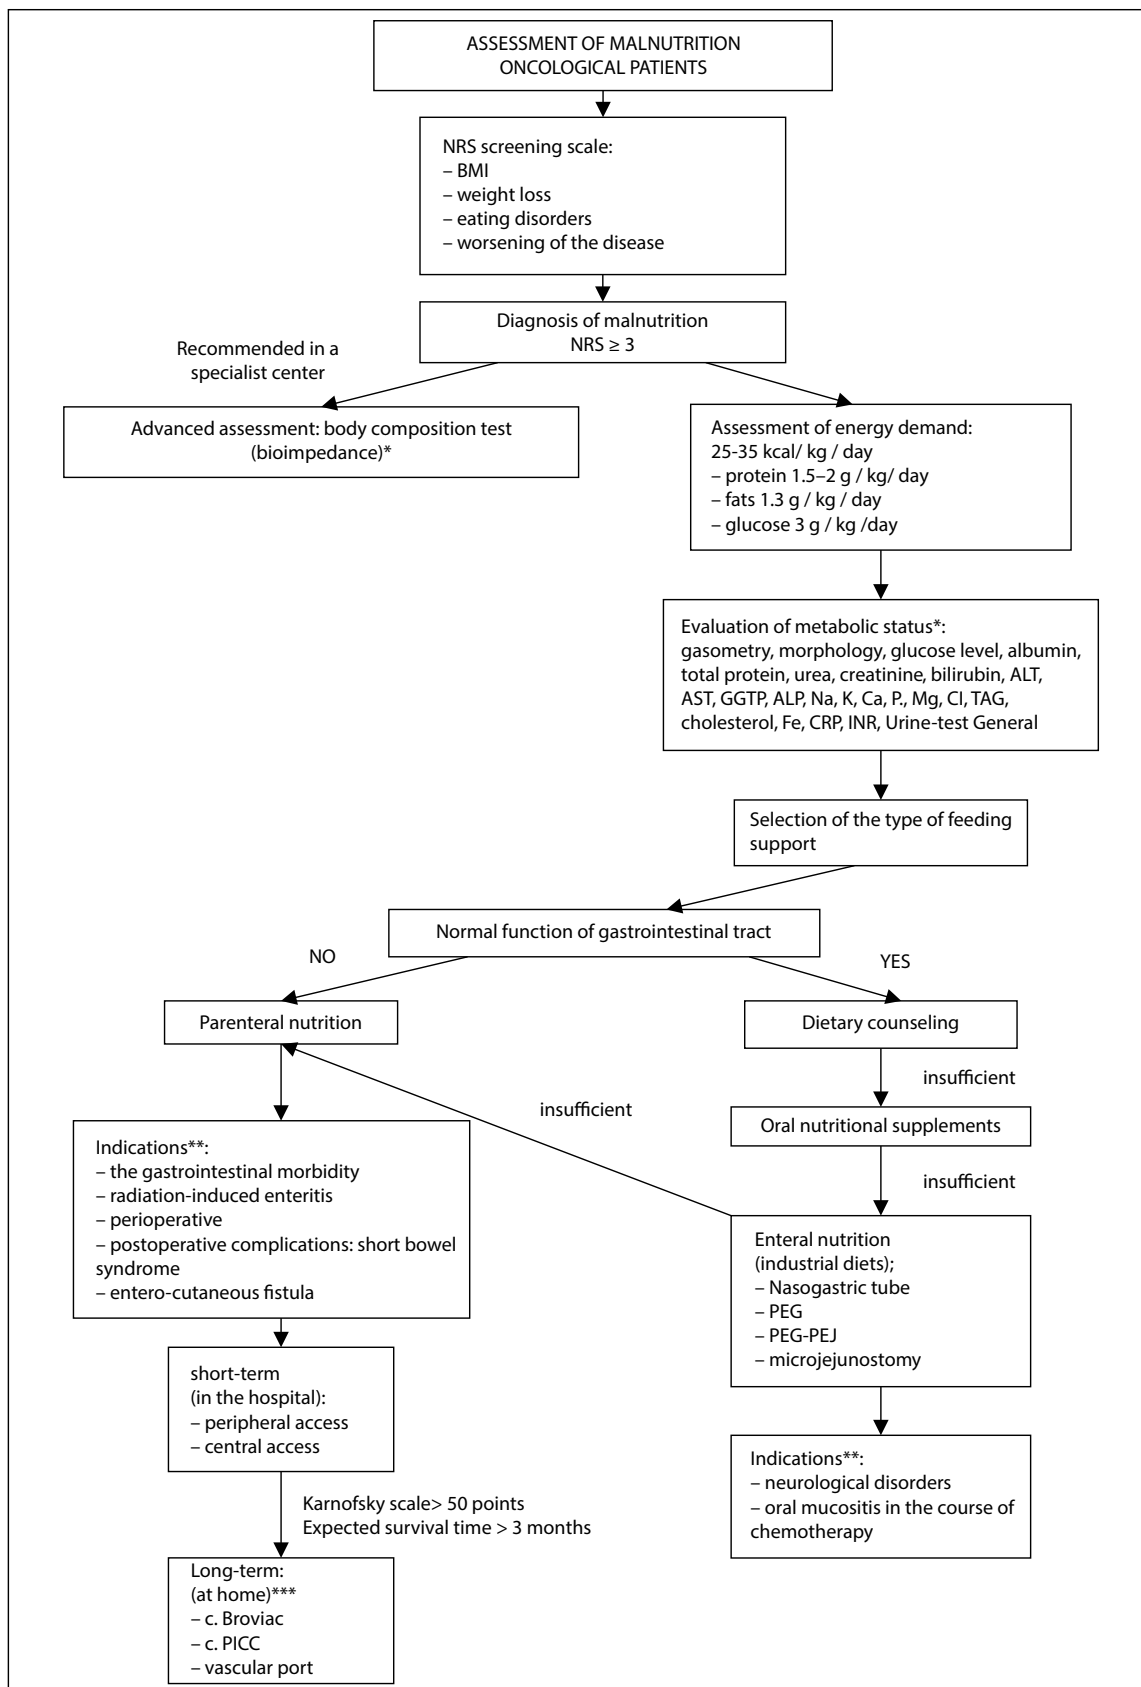 ASSESSMENT OF MALNUTRITION
ONCOLOGICAL PATIENTS
NRS screening scale:
– BMI
– weight loss
– eating disorders
– worsening of the disease
Diagnosis of malnutrition
NRS ≥ 3
Recommended in a
specialist center
Advanced assessment: body composition test
(bioimpedance)*
Assessment of energy demand:
25-35 kcal/ kg / day
– protein 1.5–2 g / kg/ day
– fats 1.3 g / kg / day
– glucose 3 g / kg /day
Evaluation of metabolic status*:
gasometry, morphology, glucose level, albumin,
total protein, urea, creatinine, bilirubin, ALT,
AST, GGTP, ALP, Na, K, Ca, P., Mg, Cl, TAG,
cholesterol, Fe, CRP, INR, Urine-test General
Selection of the type of feeding
support
Normal function of gastrointestinal tract
NO
YES
Parenteral nutrition
Dietary counseling
insufficient
insufficient
Oral nutritional supplements
insufficient
Indications**:
– the gastrointestinal morbidity
– radiation-induced enteritis
– perioperative
– postoperative complications: short bowel
syndrome
– entero-cutaneous fistula
Enteral nutrition
(industrial diets);
– Nasogastric tube
– PEG
– PEG-PEJ
– microjejunostomy
short-term
(in the hospital):
– peripheral access
– central access
Indications**:
– neurological disorders
– oral mucositis in the course of
chemotherapy
Karnofsky scale> 50 points
Expected survival time > 3 months
Long-term:
(at home)***
– c. Broviac
– c. PICC
– vascular port